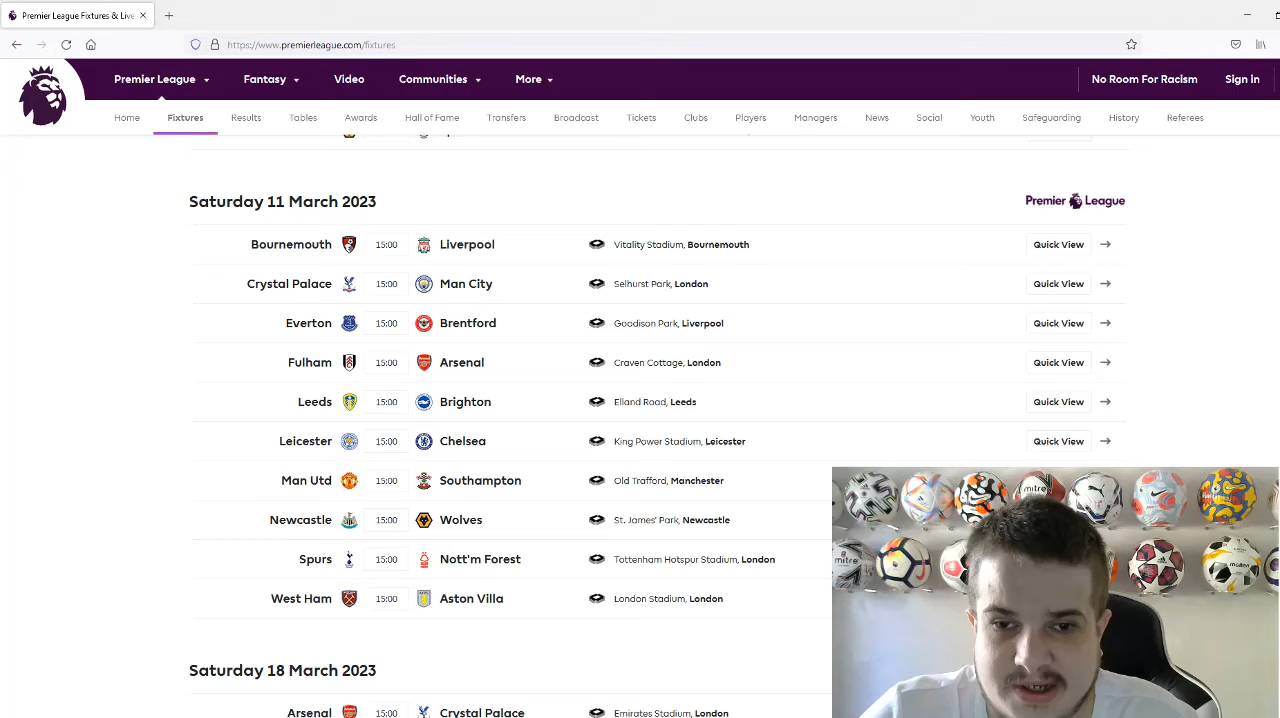 Premier League Fixtures & Live
https://www.premierleague.com/fixtures
Premier League Fantasy Video Communities More No Room For Racism Sign in
Home Fixtures Results Tables Awards Hall of Fame Transfers Broadcast Tickets Clubs Players Managers News Social Youth Safeguarding History Referees
Saturday 11 March 2023 Premier League
Bournemouth 15:00 Liverpool Vitality Stadium, Bournemouth Quick View
Crystal Palace 15:00 Man City Selhurst Park, London Quick View
Everton 15:00 Brentford Goodison Park, Liverpool Quick View
Fulham 15:00 Arsenal Craven Cottage, London Quick View
Leeds 15:00 Brighton Elland Road, Leeds Quick View
Leicester 15:00 Chelsea King Power Stadium, Leicester Quick View
Man Utd 15:00 Southampton Old Trafford, Manchester
Newcastle 15:00 Wolves St. James' Park, Newcastle
Spurs 15:00 Nott'm Forest Tottenham Hotspur Stadium, London
West Ham 15:00 Aston Villa London Stadium, London
Saturday 18 March 2023
Arsenal 15:00 Crystal Palace Emirates Stadium, London
mitre
mitre
molten